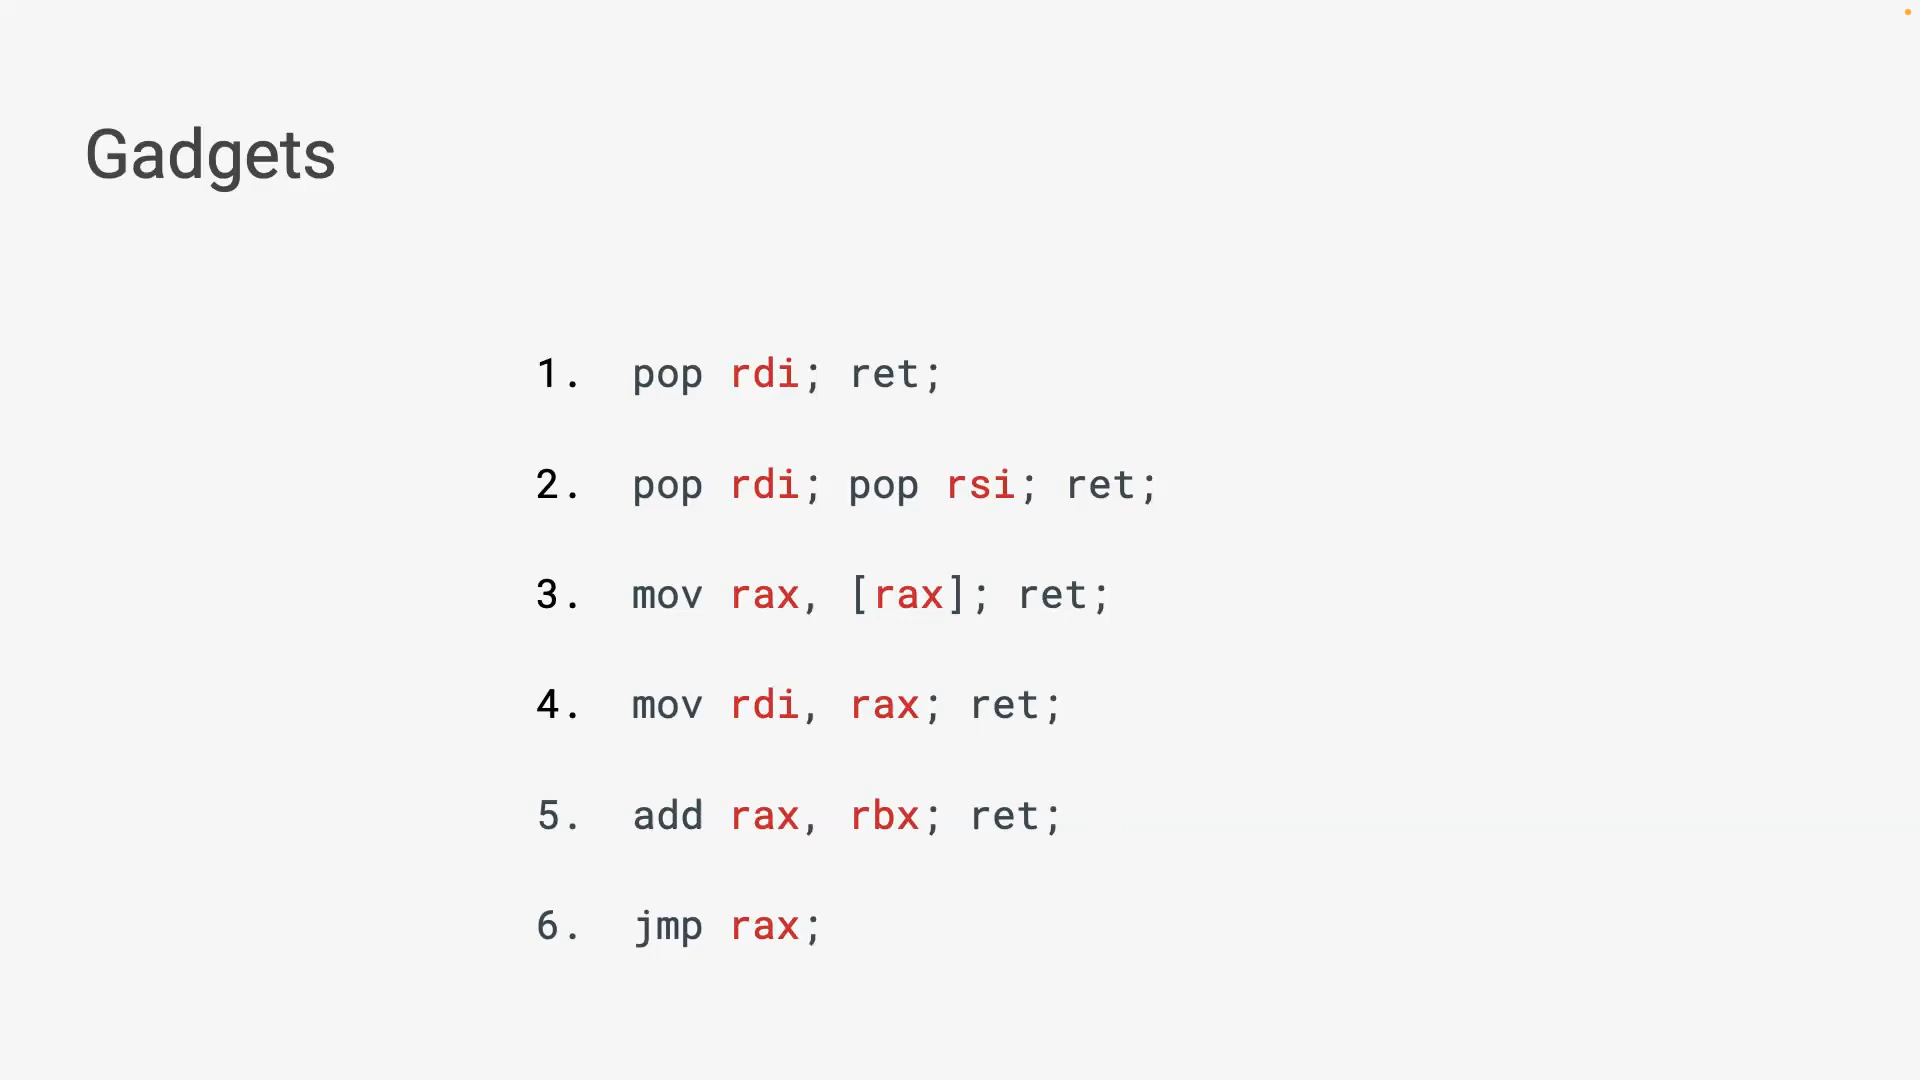 Gadgets
1. pop rdi; ret;
2. pop rdi; pop rsi; ret;
3. mov rax, [rax]; ret;
4. mov rdi, rax; ret;
5. add rax, rbx; ret;
6. jmp rax;